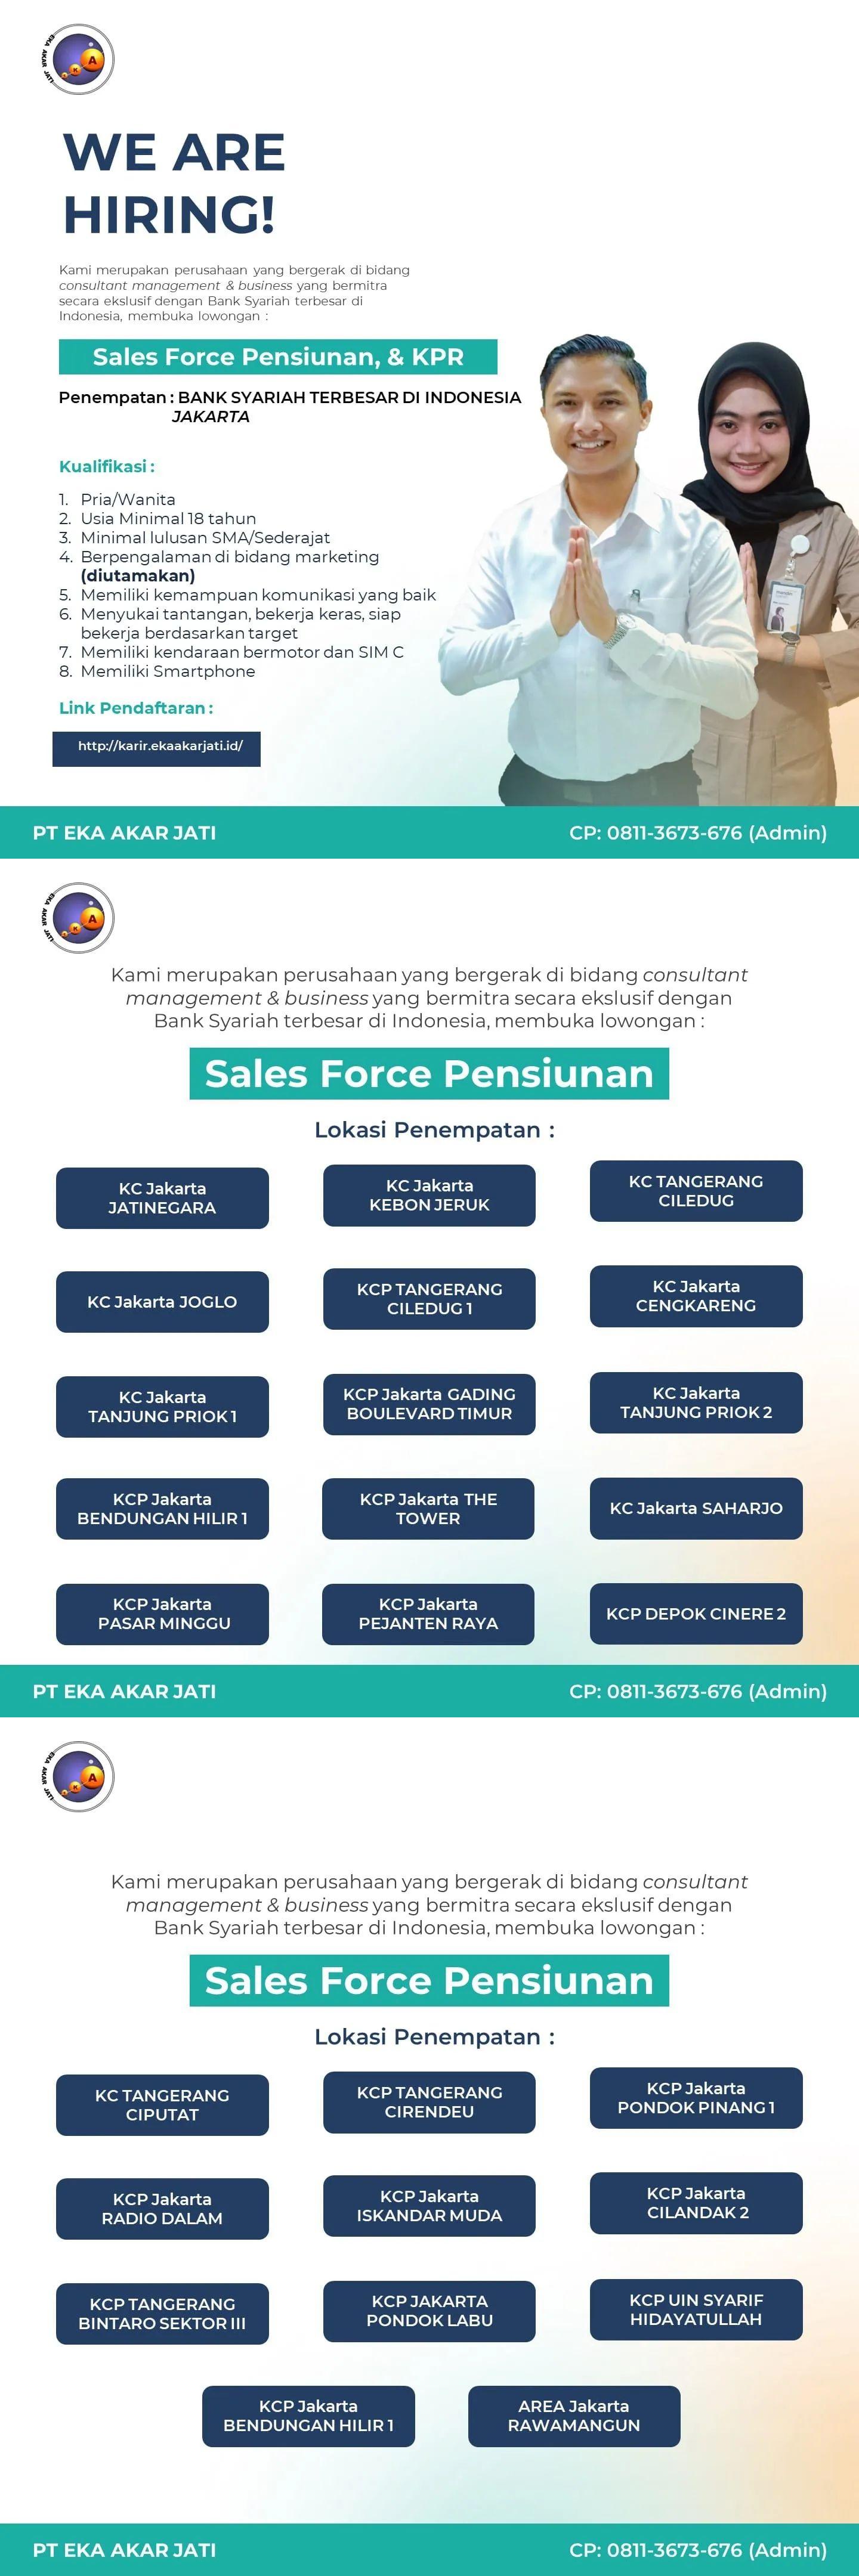 EKA AKAR JATI
E K A
WE ARE
HIRING!
Kami merupakan perusahaan yang bergerak di bidang
consultant management & business yang bermitra
secara ekslusif dengan Bank Syariah terbesar di
Indonesia, membuka lowongan :
Sales Force Pensiunan, & KPR
Penempatan : BANK SYARIAH TERBESAR DI INDONESIA
JAKARTA
Kualifikasi :
1. Pria/Wanita
2. Usia Minimal 18 tahun
3. Minimal lulusan SMA/Sederajat
4. Berpengalaman di bidang marketing
(diutamakan)
5. Memiliki kemampuan komunikasi yang baik
6. Menyukai tantangan, bekerja keras, siap
bekerja berdasarkan target
7. Memiliki kendaraan bermotor dan SIM C
8. Memiliki Smartphone
Link Pendaftaran :
http://karir.ekaakarjati.id/
PT EKA AKAR JATI
CP: 0811-3673-676 (Admin)
EKA AKAR JATI
E K A
Kami merupakan perusahaan yang bergerak di bidang consultant
management & business yang bermitra secara ekslusif dengan
Bank Syariah terbesar di Indonesia, membuka lowongan :
Sales Force Pensiunan
Lokasi Penempatan :
KC Jakarta
JATINEGARA
KC Jakarta
KEBON JERUK
KC TANGERANG
CILEDUG
KC Jakarta JOGLO
KCP TANGERANG
CILEDUG 1
KC Jakarta
CENGKARENG
KC Jakarta
TANJUNG PRIOK 1
KCP Jakarta GADING
BOULEVARD TIMUR
KC Jakarta
TANJUNG PRIOK 2
KCP Jakarta
BENDUNGAN HILIR 1
KCP Jakarta THE
TOWER
KC Jakarta SAHARJO
KCP Jakarta
PASAR MINGGU
KCP Jakarta
PEJANTEN RAYA
KCP DEPOK CINERE 2
PT EKA AKAR JATI
CP: 0811-3673-676 (Admin)
EKA AKAR JATI
E K A
Kami merupakan perusahaan yang bergerak di bidang consultant
management & business yang bermitra secara ekslusif dengan
Bank Syariah terbesar di Indonesia, membuka lowongan :
Sales Force Pensiunan
Lokasi Penempatan :
KC TANGERANG
CIPUTAT
KCP TANGERANG
CIRENDEU
KCP Jakarta
PONDOK PINANG 1
KCP Jakarta
RADIO DALAM
KCP Jakarta
ISKANDAR MUDA
KCP Jakarta
CILANDAK 2
KCP TANGERANG
BINTARO SEKTOR III
KCP JAKARTA
PONDOK LABU
KCP UIN SYARIF
HIDAYATULLAH
KCP Jakarta
BENDUNGAN HILIR 1
AREA Jakarta
RAWAMANGUN
PT EKA AKAR JATI
CP: 0811-3673-676 (Admin)